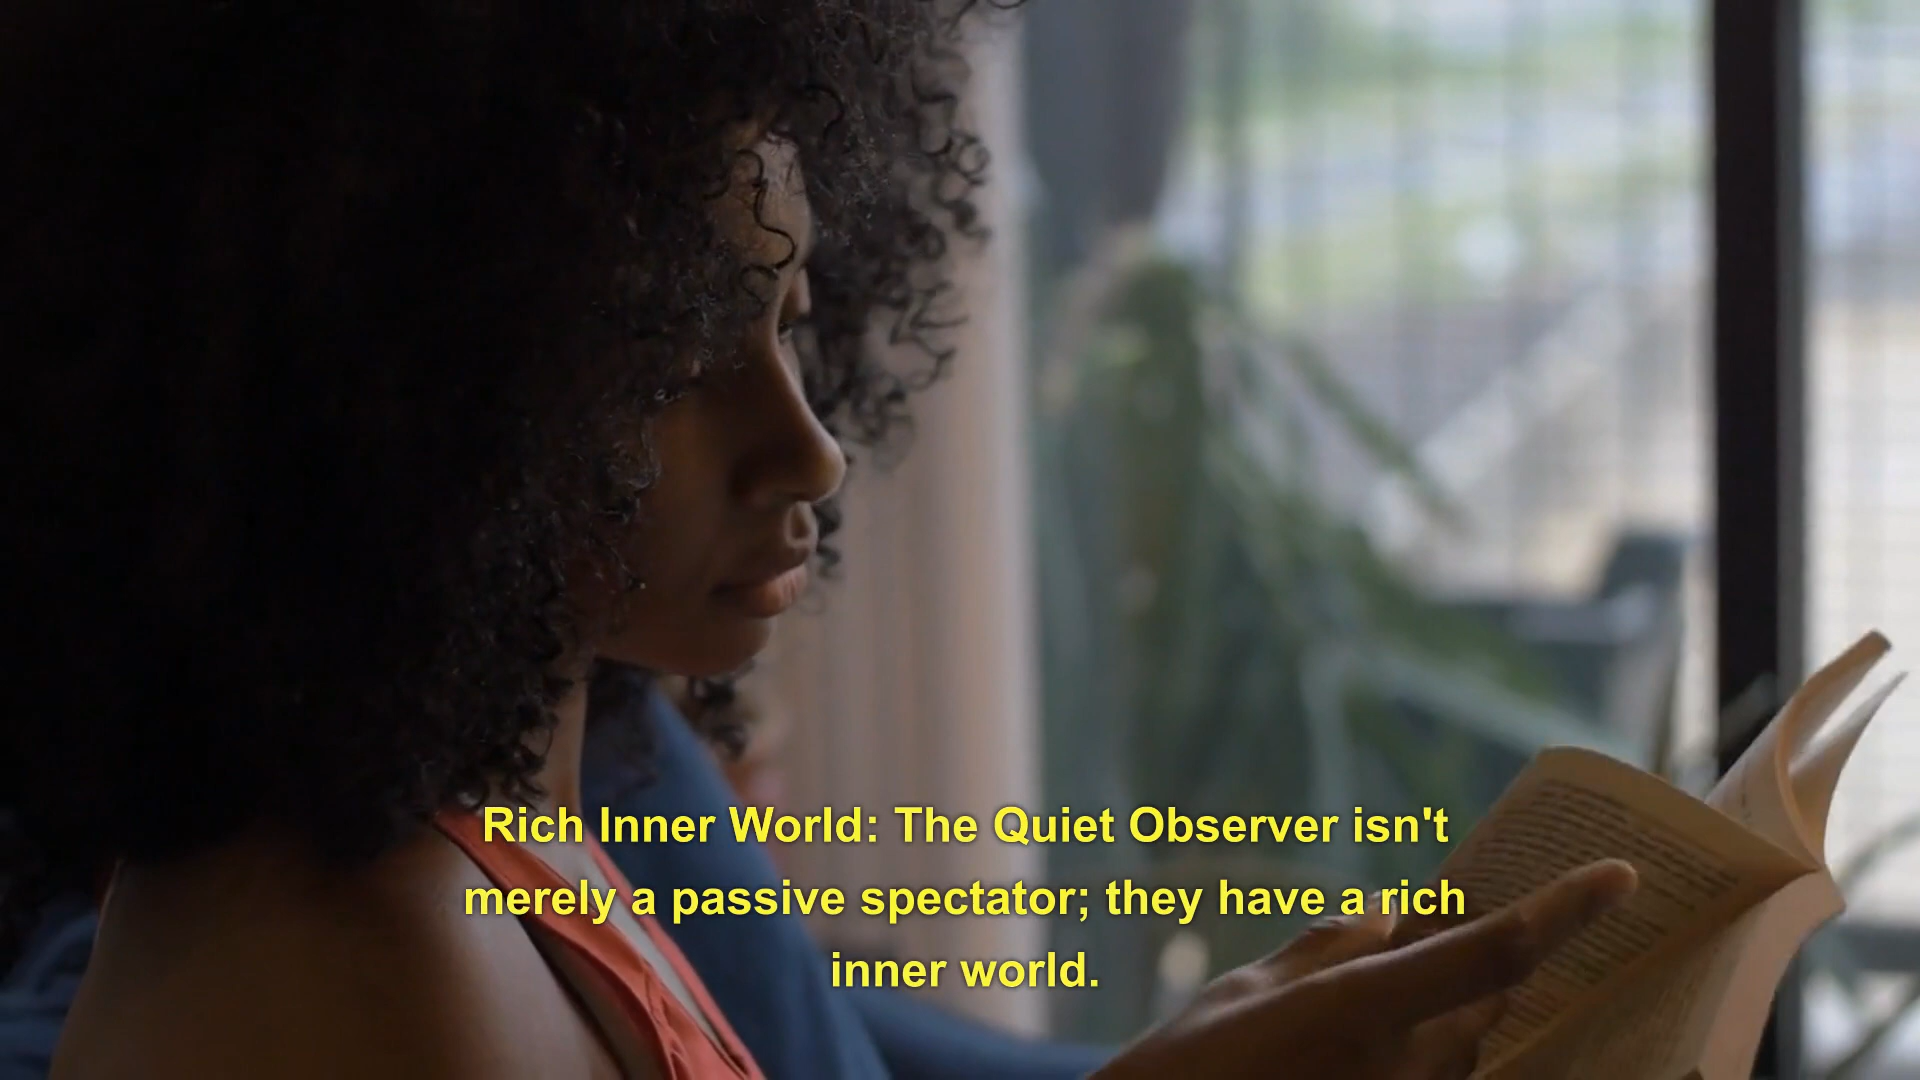 Rich Inner World: The Quiet Observer isn't
merely a passive spectator; they have a rich
inner world.